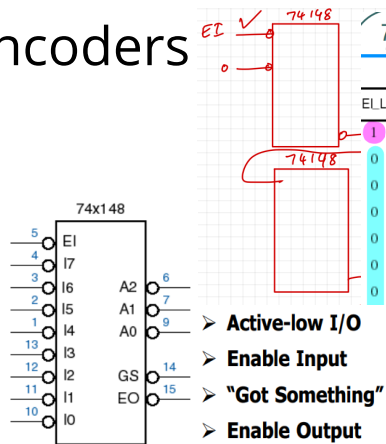 ncoders
EI
74148
74148
EI_L
1
0
0
0
0
0
0
74x148
5 EI
4 I7
3 I6 A2 6
2 I5 A1 7
1 I4 A0 9
13 I3
12 I2 GS 14
11 I1 EO 15
10 I0
➢ Active-low I/O
➢ Enable Input
➢ "Got Something"
➢ Enable Output